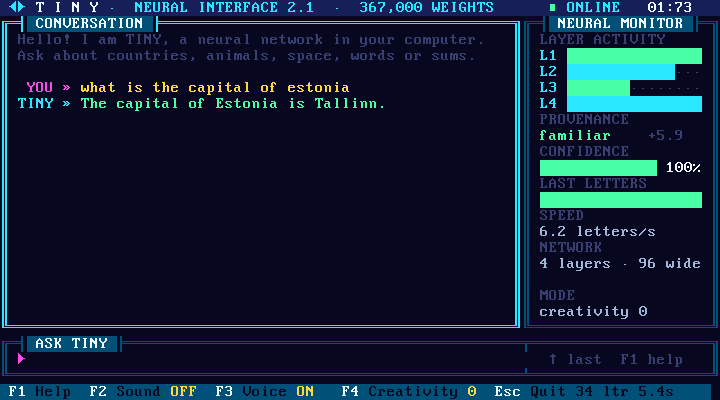 T I N Y · NEURAL INTERFACE 2.1 · 367,000 WEIGHTS ONLINE 01:73
CONVERSATION
Hello! I am TINY, a neural network in your computer.
Ask about countries, animals, space, words or sums.
YOU » what is the capital of estonia
TINY » The capital of Estonia is Tallinn.
NEURAL MONITOR
LAYER ACTIVITY
L1
L2
L3
L4
PROVENANCE
familiar +5.9
CONFIDENCE
100%
LAST LETTERS
SPEED
6.2 letters/s
NETWORK
4 layers · 96 wide
MODE
creativity 0
ASK TINY
↑ last F1 help
F1 Help F2 Sound OFF F3 Voice ON F4 Creativity 0 Esc Quit 34 ltr 5.4s